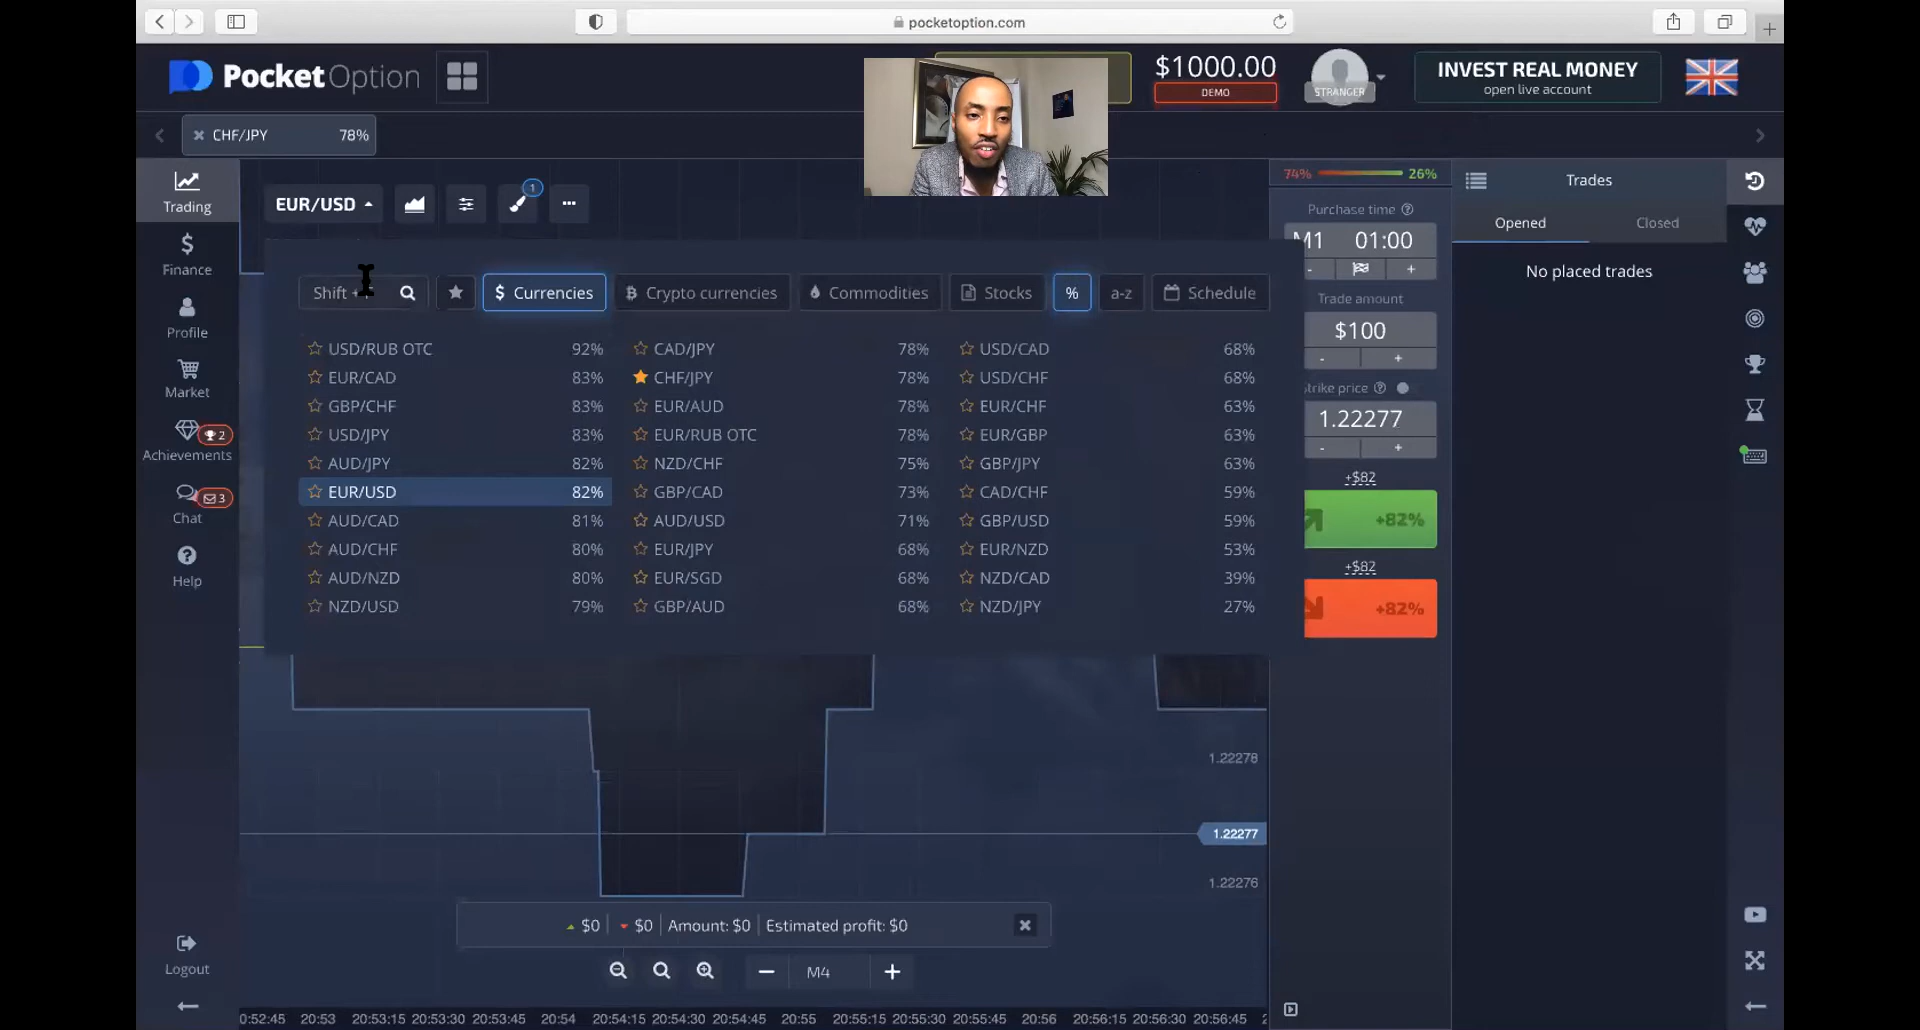 pocketoption.com
PocketOption
$1000.00
DEMO
STRANGER
INVEST REAL MONEY
open live account
CHF/JPY 78%
Trading
Finance
Profile
Market
Achievements
2
Chat
3
Help
Logout
EUR/USD
1
Shift +
Currencies
Crypto currencies
Commodities
Stocks
%
a-z
Schedule
USD/RUB OTC 92%
EUR/CAD 83%
GBP/CHF 83%
USD/JPY 83%
AUD/JPY 82%
EUR/USD 82%
AUD/CAD 81%
AUD/CHF 80%
AUD/NZD 80%
NZD/USD 79%
CAD/JPY 78%
CHF/JPY 78%
EUR/AUD 78%
EUR/RUB OTC 78%
NZD/CHF 75%
GBP/CAD 73%
AUD/USD 71%
EUR/JPY 68%
EUR/SGD 68%
GBP/AUD 68%
USD/CAD 68%
USD/CHF 68%
EUR/CHF 63%
EUR/GBP 63%
GBP/JPY 63%
CAD/CHF 59%
GBP/USD 59%
EUR/NZD 53%
NZD/CAD 39%
NZD/JPY 27%
74% 26%
Purchase time
M1 01:00
- +
Trade amount
$100
- +
trike price
1.22277
- +
+$82
+82%
+$82
+82%
Trades
Opened Closed
No placed trades
1.22278
1.22277
1.22276
$0 $0 Amount: $0 Estimated profit: $0
M4
0:52:45 20:53 20:53:15 20:53:30 20:53:45 20:54 20:54:15 20:54:30 20:54:45 20:55 20:55:15 20:55:30 20:55:45 20:56 20:56:15 20:56:30 20:56:45